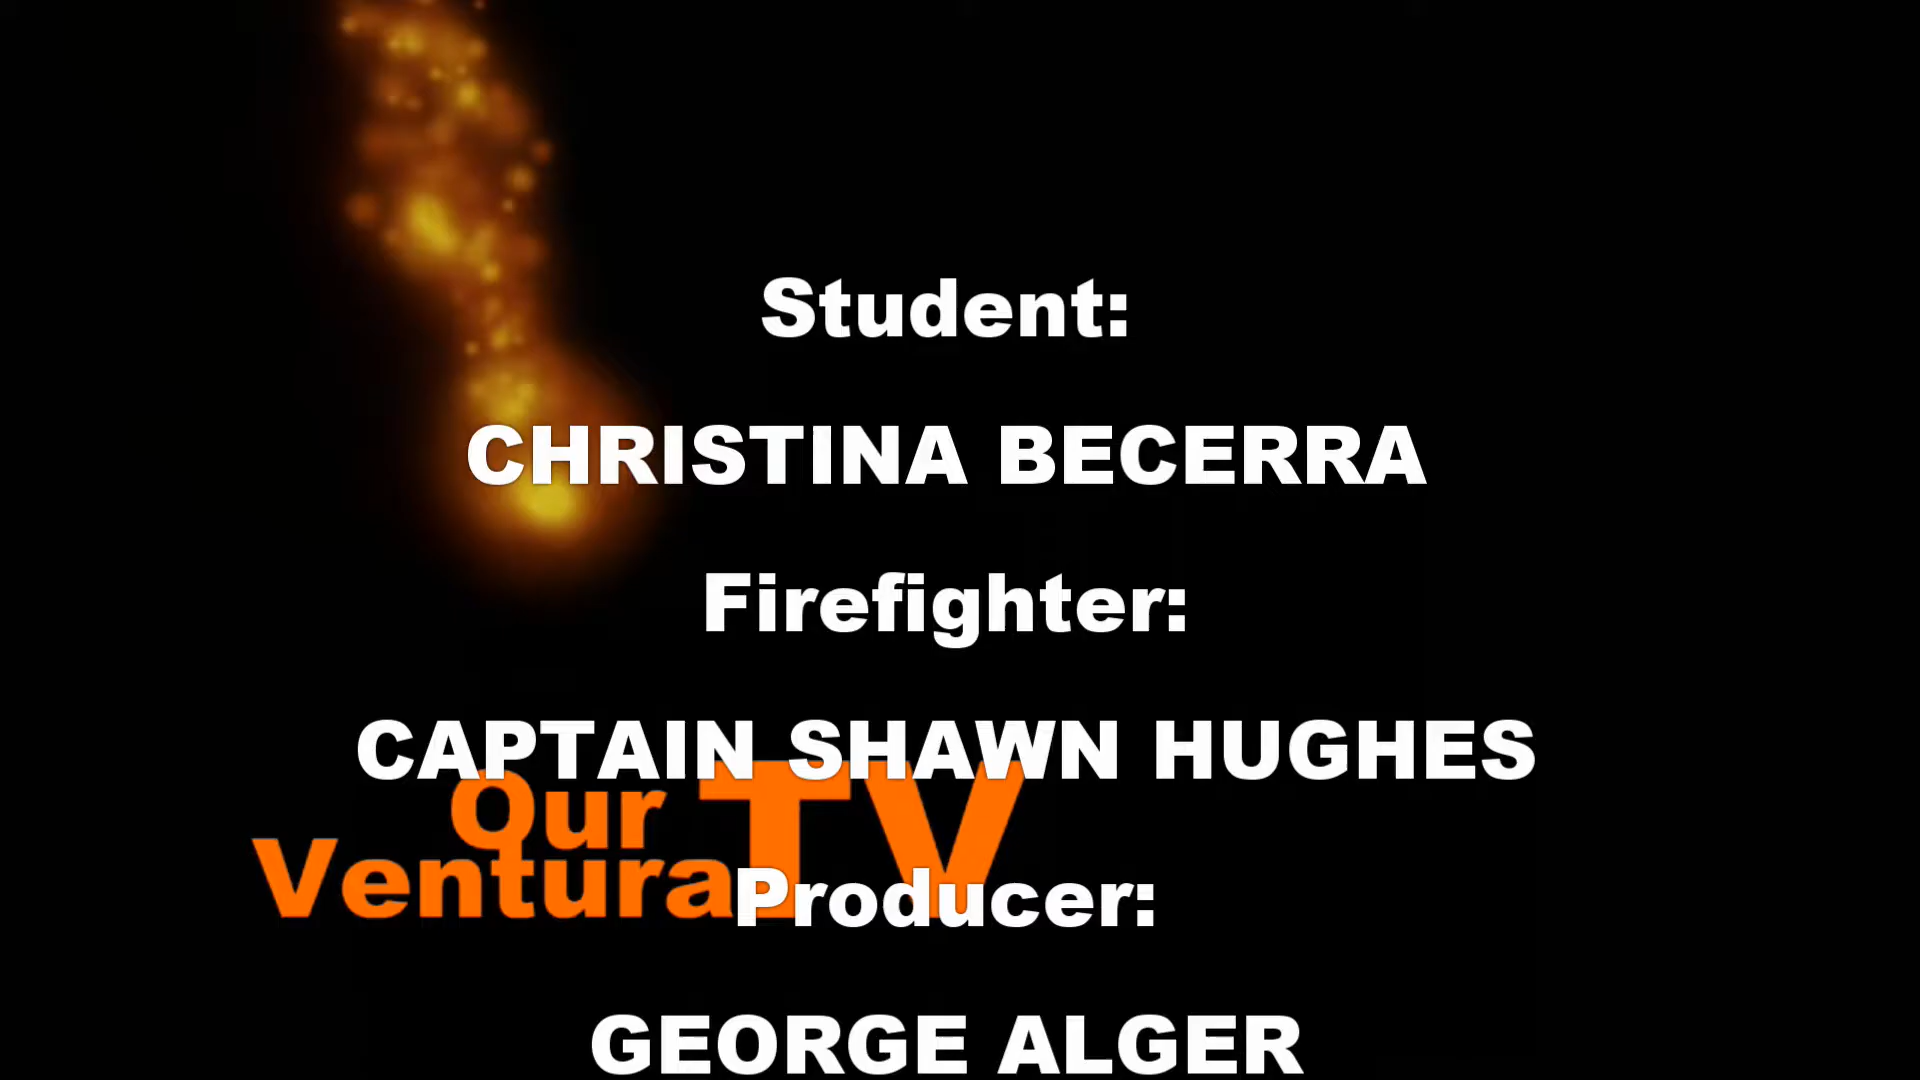 Student:
CHRISTINA BECERRA
Firefighter:
CAPTAIN SHAWN HUGHES
Our
Ventura TV
Producer:
GEORGE ALGER